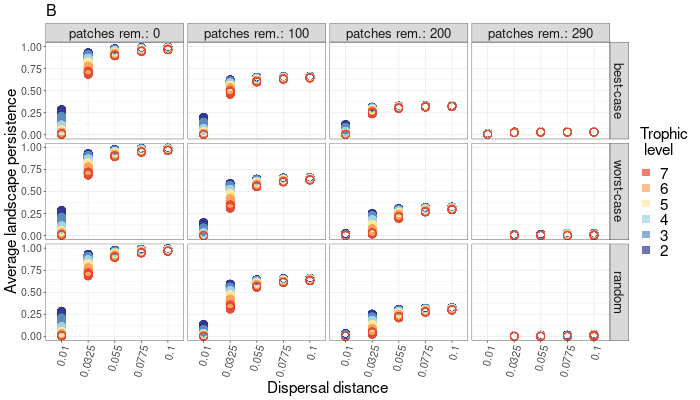 B
patches rem.: 0 patches rem.: 100 patches rem.: 200 patches rem.: 290
1.00
0.75
0.50
0.25
0.00
best-case
1.00
0.75
0.50
0.25
0.00
worst-case
1.00
0.75
0.50
0.25
0.00
random
Average landscape persistence
0.01 0.0325 0.055 0.0775 0.1 0.01 0.0325 0.055 0.0775 0.1 0.01 0.0325 0.055 0.0775 0.1 0.01 0.0325 0.055 0.0775 0.1
Dispersal distance
Trophic
level
7
6
5
4
3
2